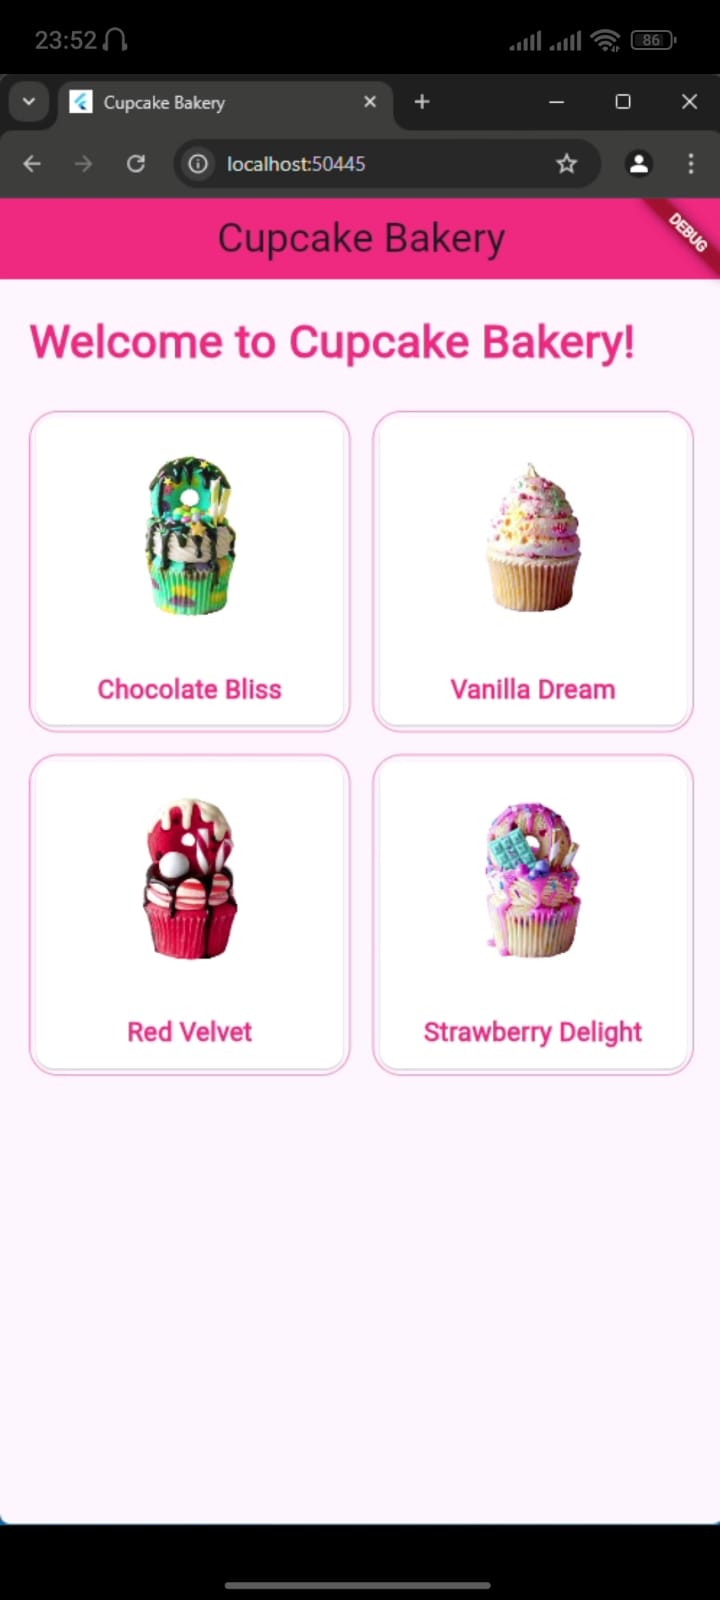 23:52
86
Cupcake Bakery
localhost:50445
Cupcake Bakery
DEBUG
Welcome to Cupcake Bakery!
Chocolate Bliss
Vanilla Dream
Red Velvet
Strawberry Delight